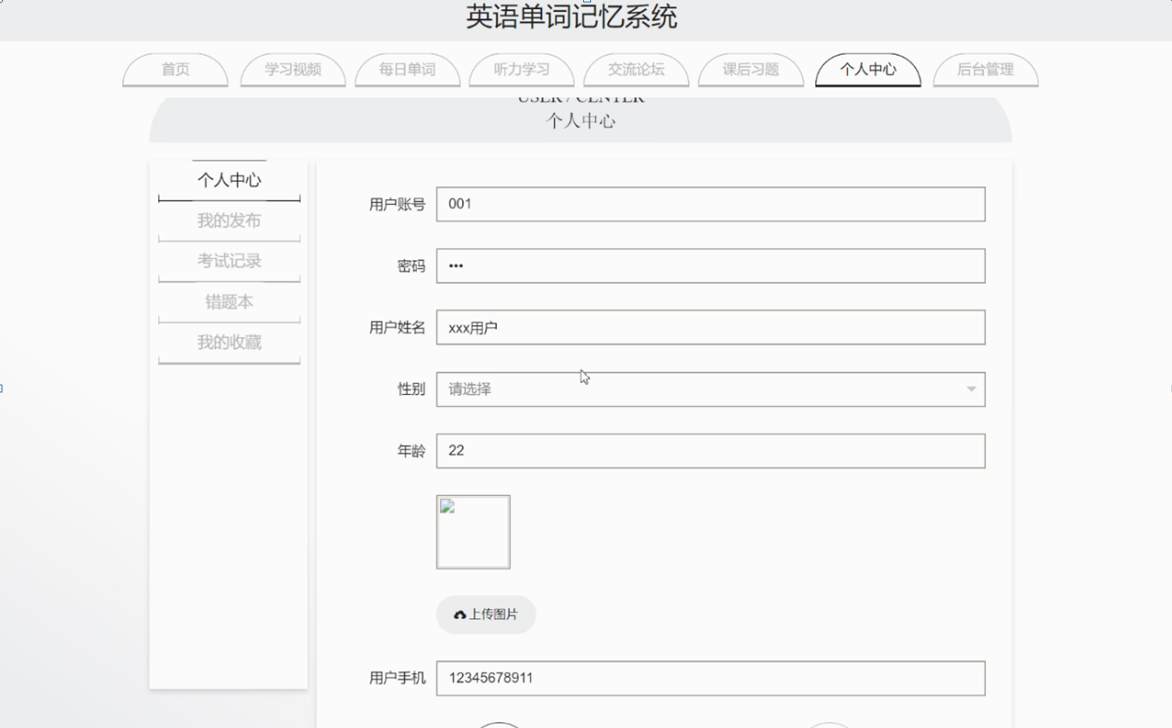 英语单词记忆系统
首页 学习视频 每日单词 听力学习 交流论坛 课后习题 个人中心 后台管理
USER / CENTER
个人中心
个人中心
我的发布
考试记录
错题本
我的收藏
用户账号 001
密码 •••
用户姓名 xxx用户
性别 请选择
年龄 22
上传图片
用户手机 12345678911